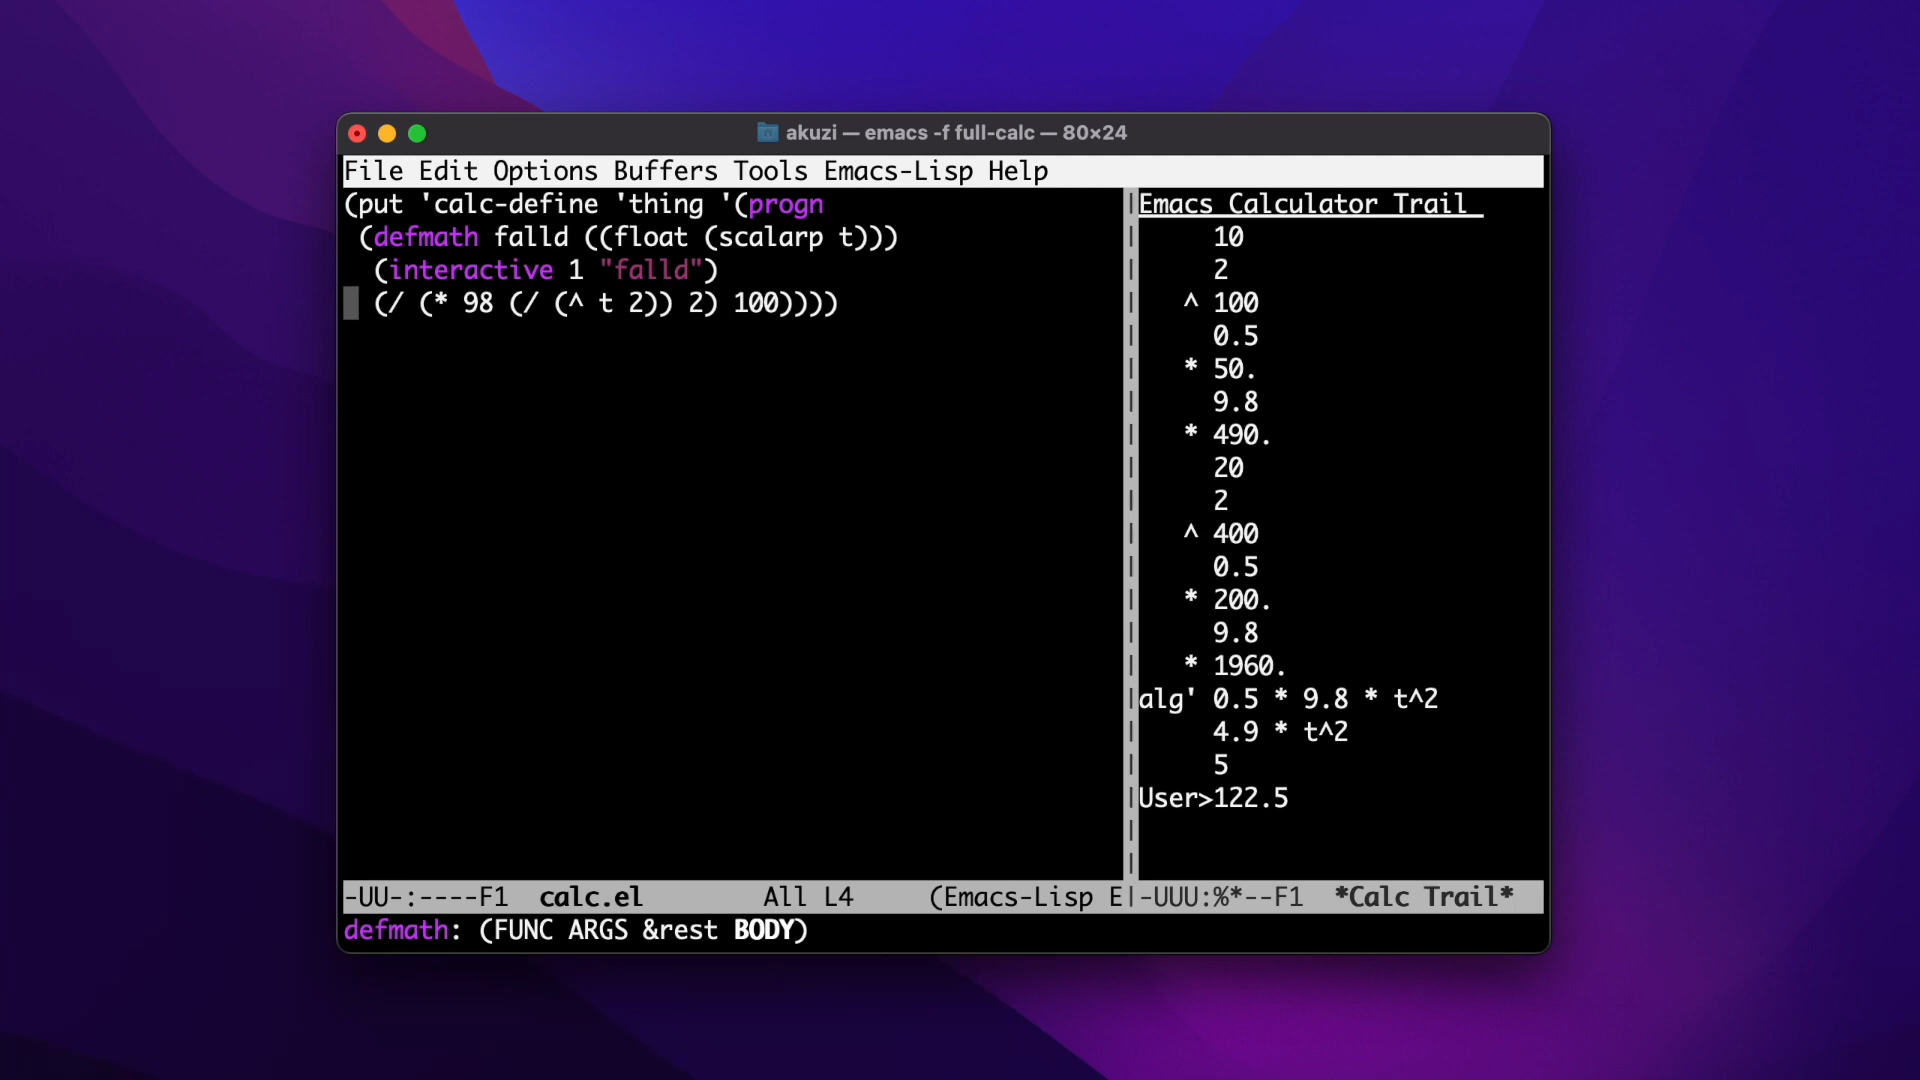 akuzi — emacs -f full-calc — 80×24
File Edit Options Buffers Tools Emacs-Lisp Help
(put 'calc-define 'thing '(progn
(defmath falld ((float (scalarp t)))
(interactive 1 "falld")
(/ (* 98 (/ (^ t 2)) 2) 100))))
Emacs Calculator Trail
10
2
^ 100
0.5
* 50.
9.8
* 490.
20
2
^ 400
0.5
* 200.
9.8
* 1960.
alg' 0.5 * 9.8 * t^2
4.9 * t^2
5
User>122.5
-UU-:----F1  calc.el        All L4     (Emacs-Lisp E
-UUU:%*--F1  *Calc Trail*
defmath: (FUNC ARGS &rest BODY)